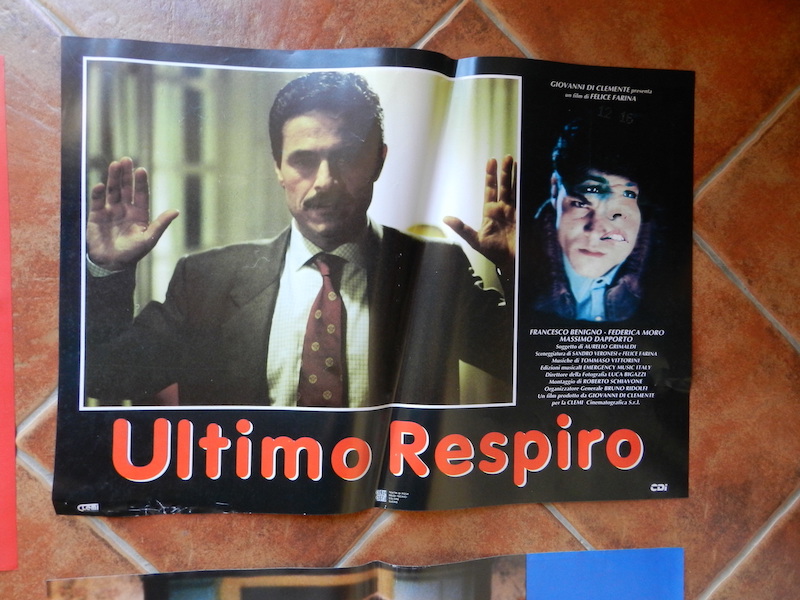 GIOVANNI DI CLEMENTE presenta
un film di FELICE FARINA
12 16
FRANCESCO BENIGNO - FEDERICA MORO
MASSIMO DAPPORTO
Soggetto di AURELIO GRIMALDI
Sceneggiatura di SANDRO VERONESI e FELICE FARINA
Musiche di TOMMASO VITTORINI
Edizioni musicali EMERGENCY MUSIC ITALY
Direttore della Fotografia LUCA BIGAZZI
Montaggio di ROBERTO SCHIAVONE
Organizzatore Generale BRUNO RIDOLFI
Un film prodotto da GIOVANNI DI CLEMENTE
per la CLEMI Cinematografica S.r.l.
Ultimo Respiro
Clemi
CDI